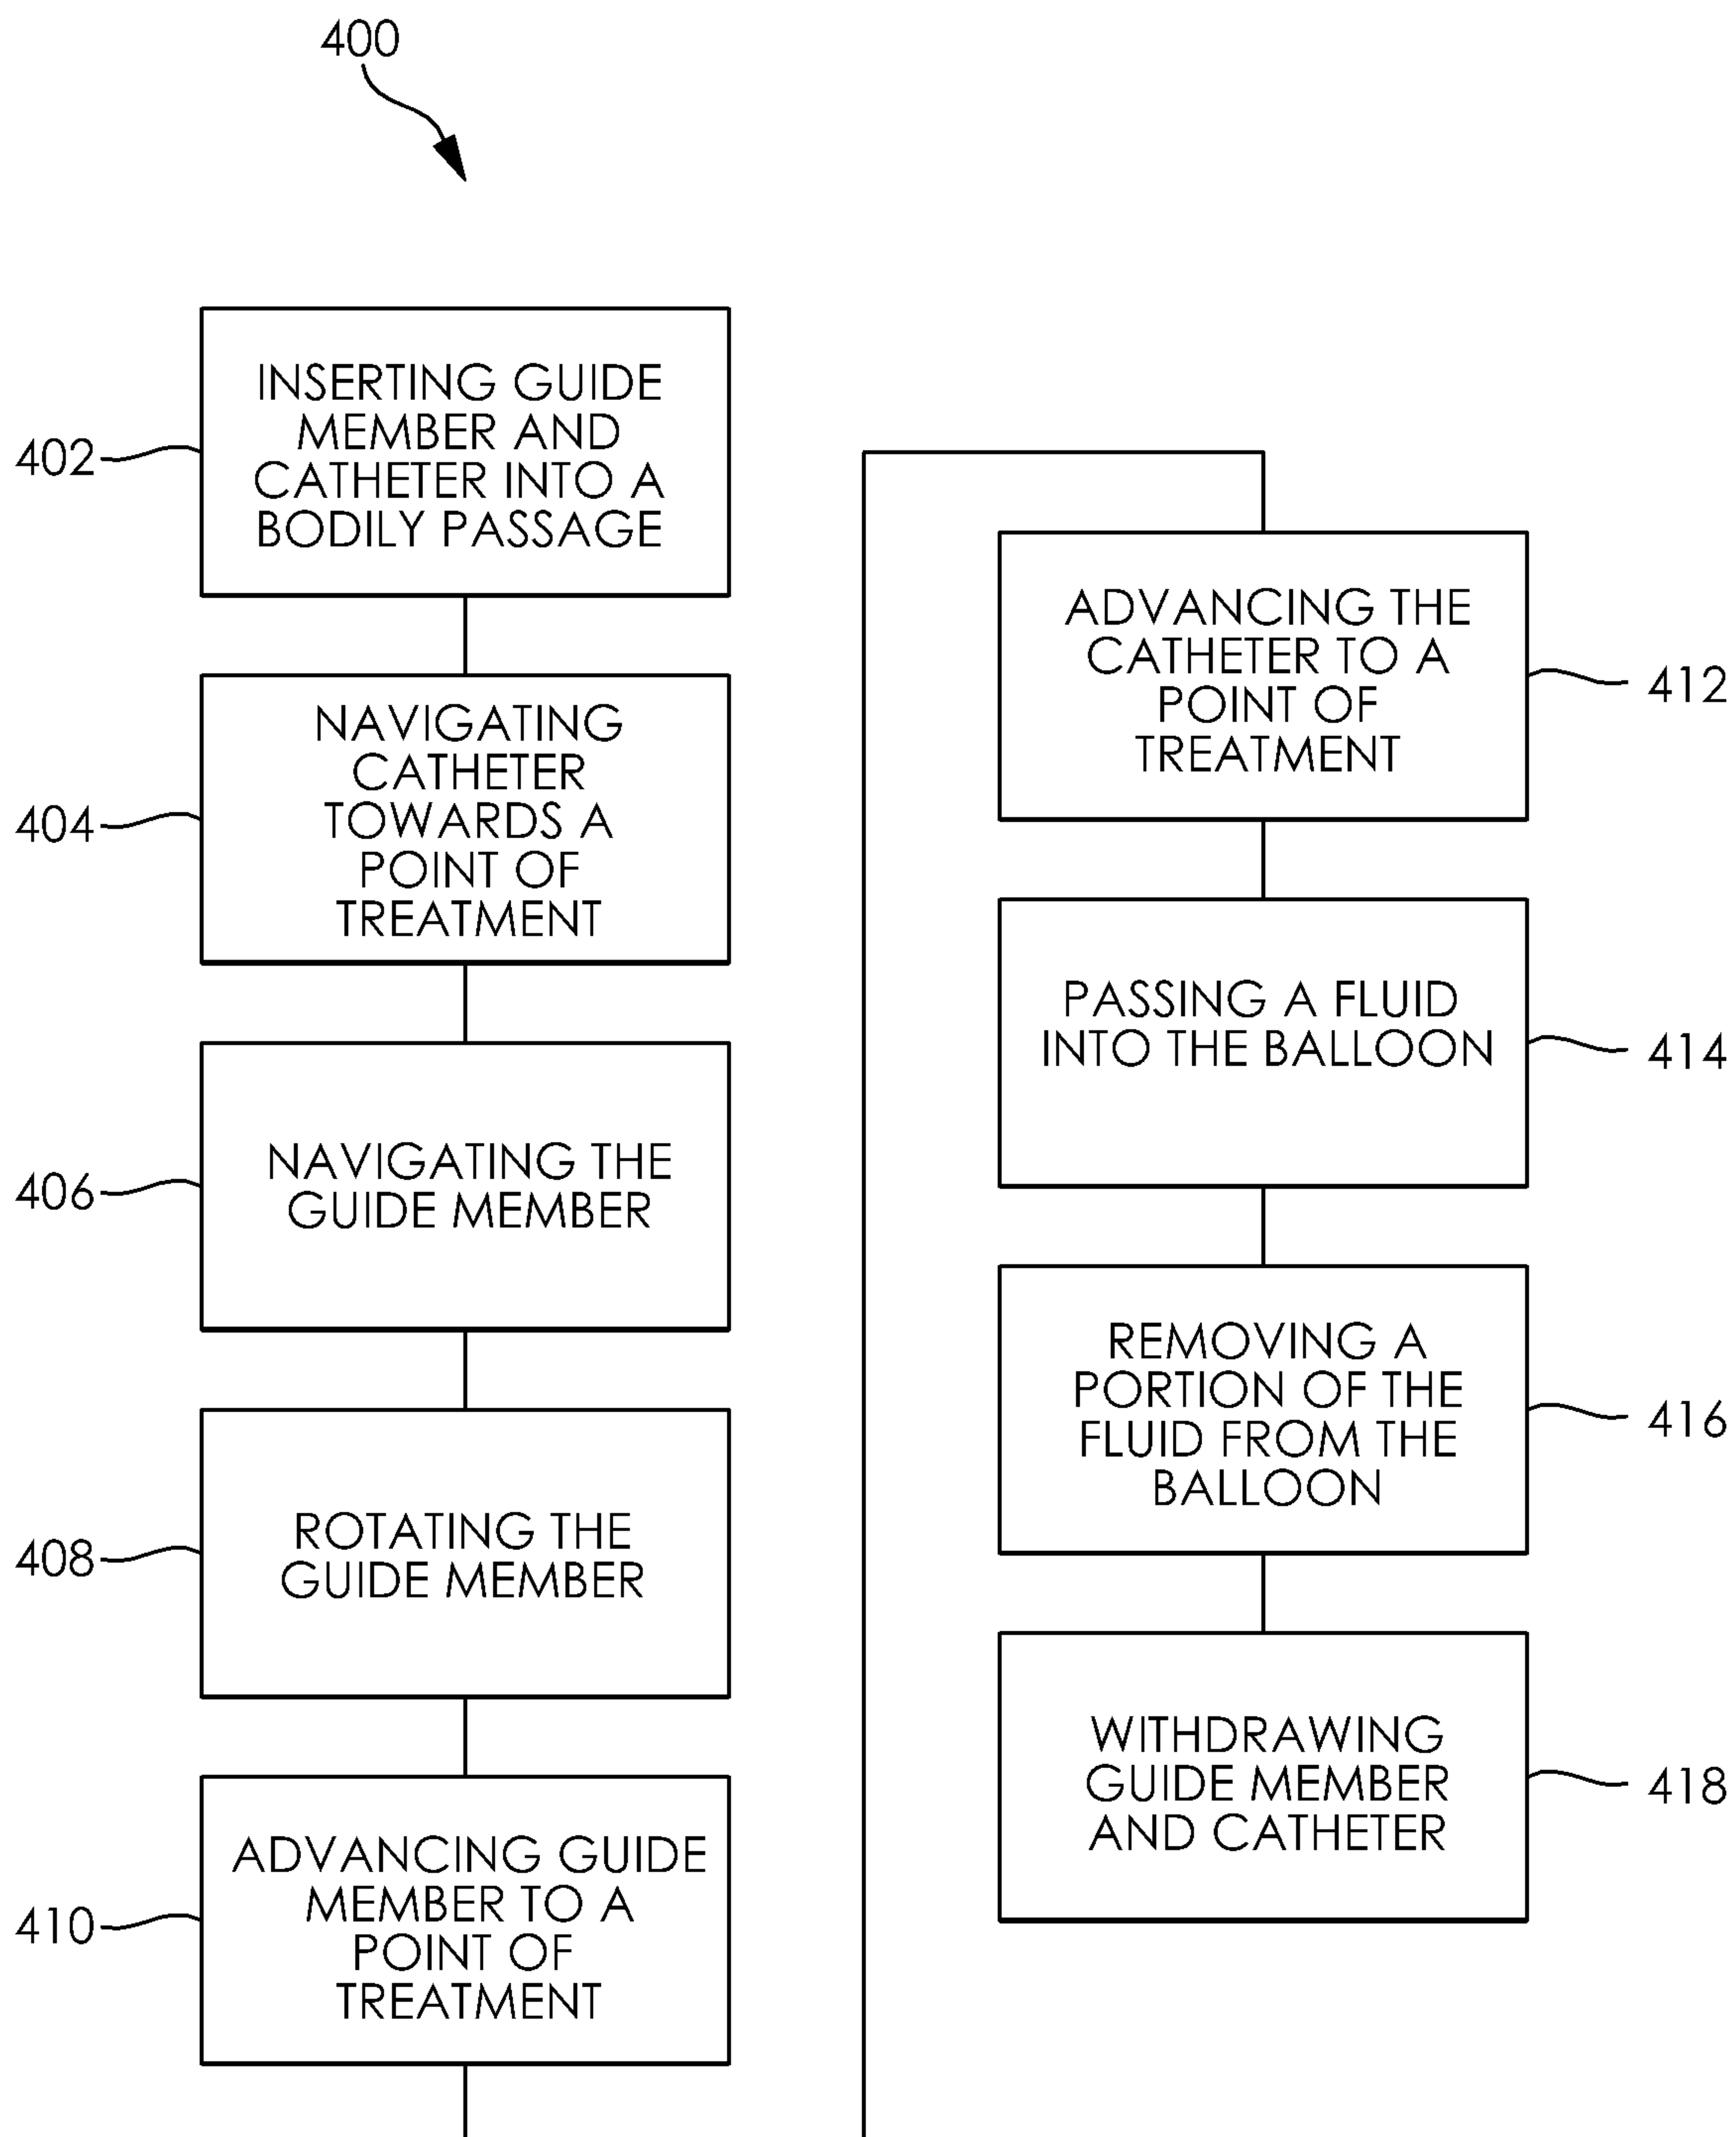 400
402
INSERTING GUIDE
MEMBER AND
CATHETER INTO A
BODILY PASSAGE
404
NAVIGATING
CATHETER
TOWARDS A
POINT OF
TREATMENT
406
NAVIGATING THE
GUIDE MEMBER
408
ROTATING THE
GUIDE MEMBER
410
ADVANCING GUIDE
MEMBER TO A
POINT OF
TREATMENT
ADVANCING THE
CATHETER TO A
POINT OF
TREATMENT
412
PASSING A FLUID
INTO THE BALLOON
414
REMOVING A
PORTION OF THE
FLUID FROM THE
BALLOON
416
WITHDRAWING
GUIDE MEMBER
AND CATHETER
418